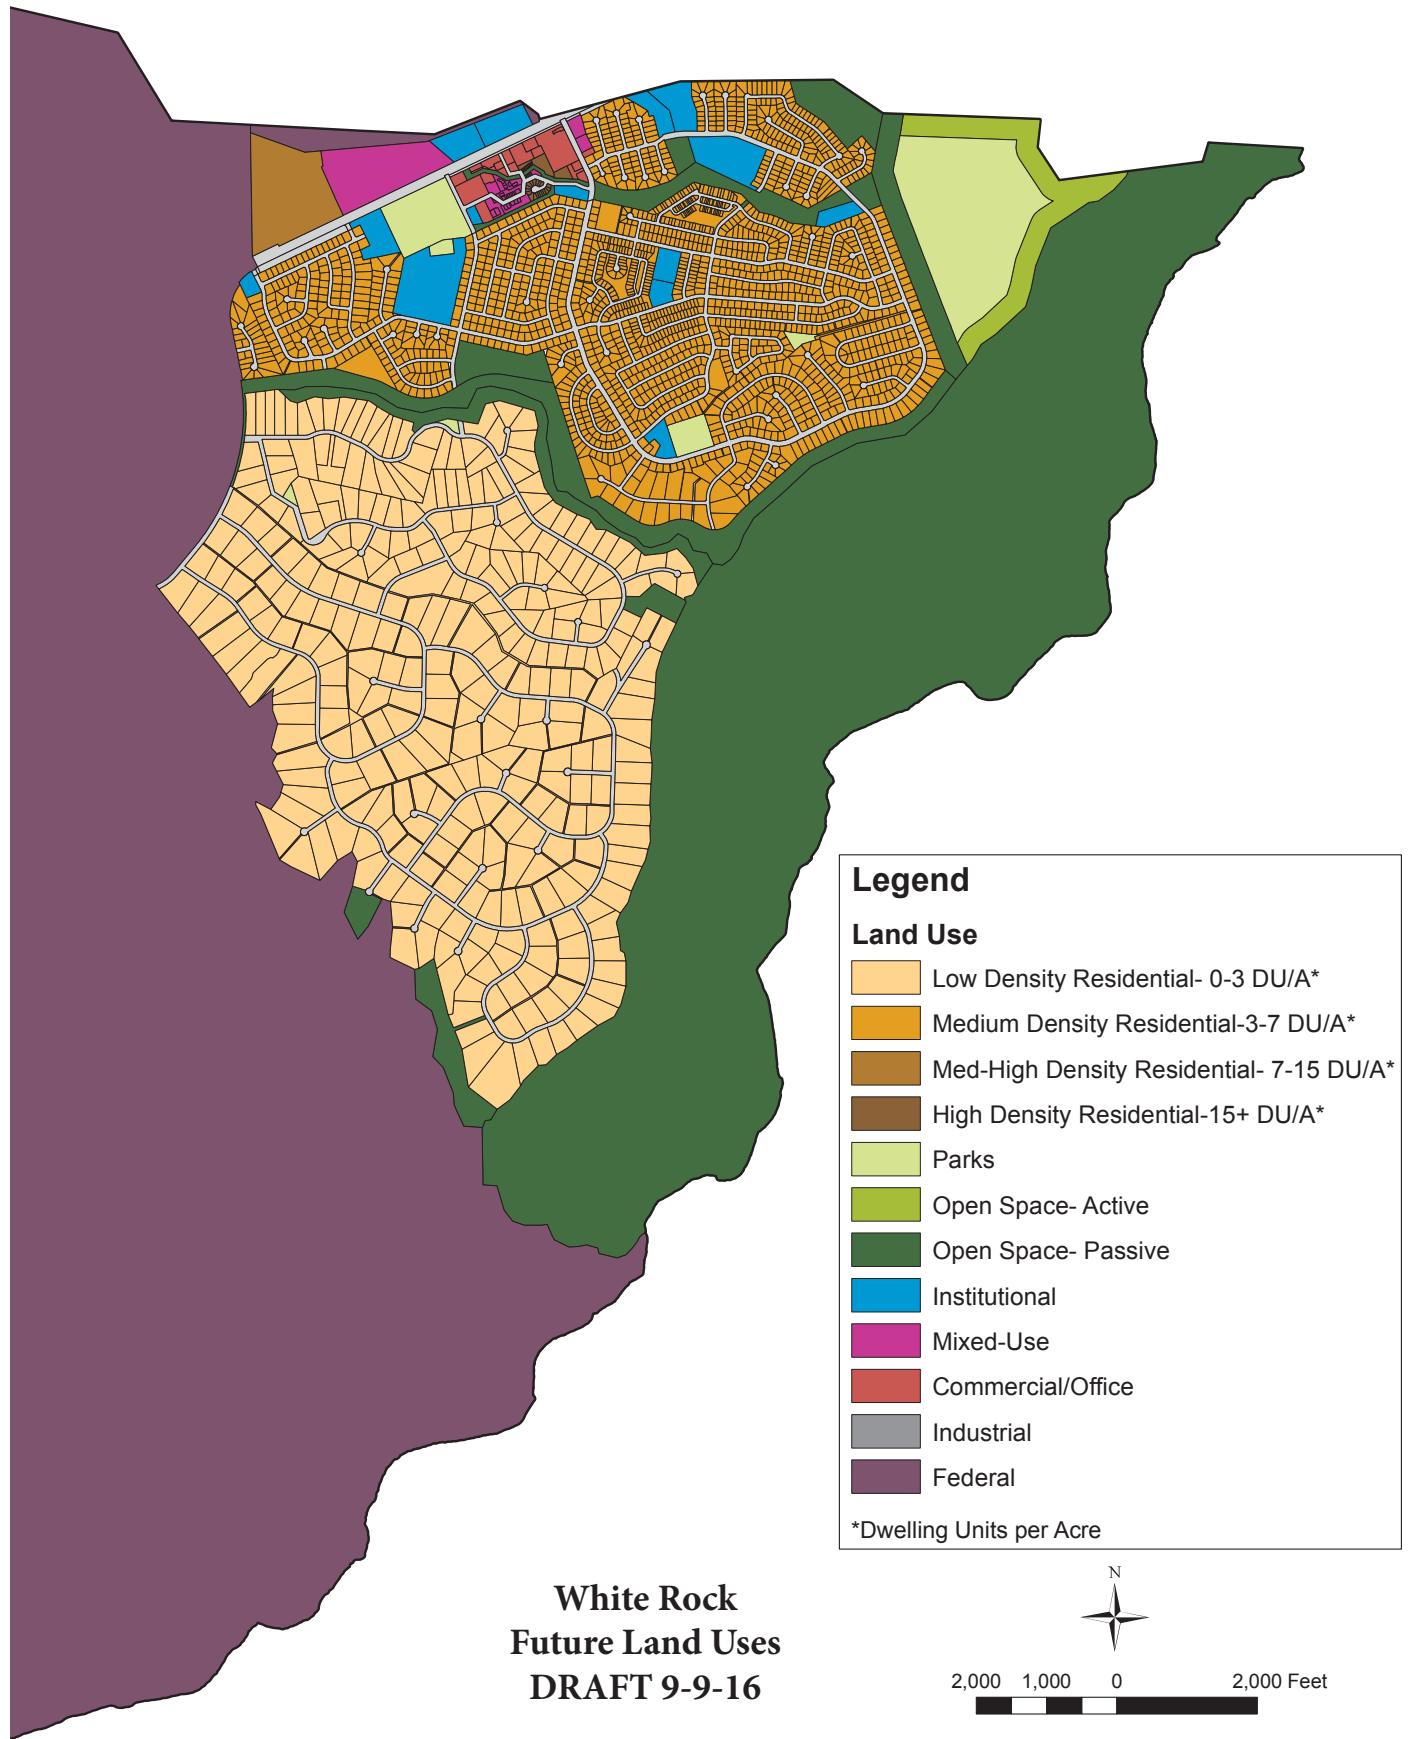 Legend
Land Use
Low Density Residential- 0-3 DU/A*
Medium Density Residential-3-7 DU/A*
Med-High Density Residential- 7-15 DU/A*
High Density Residential-15+ DU/A*
Parks
Open Space- Active
Open Space- Passive
Institutional
Mixed-Use
Commercial/Office
Industrial
Federal
*Dwelling Units per Acre
White Rock
Future Land Uses
DRAFT 9-9-16
N
2,000 1,000 0 2,000 Feet